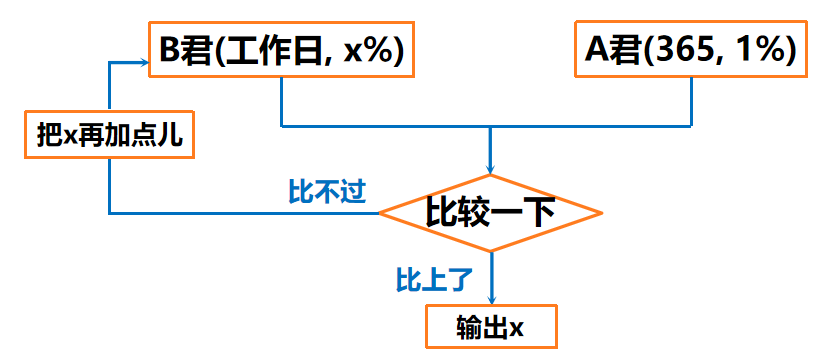 B君(工作日, x%)
A君(365, 1%)
把x再加点儿
比不过
比较一下
比上了
输出x